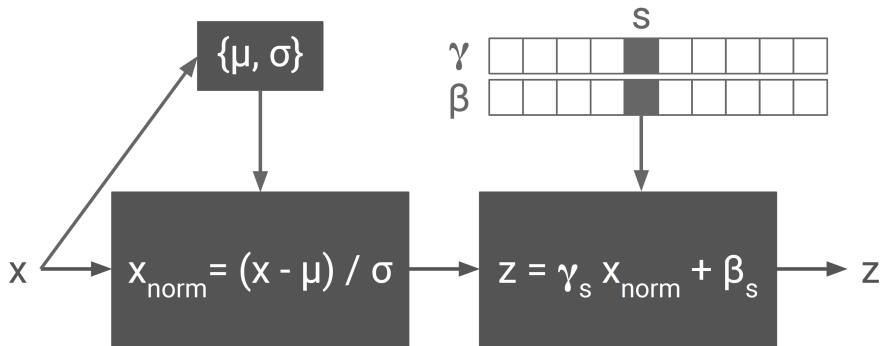 s
{μ, σ}
γ
β
x
x_norm = (x - μ) / σ
z = γ_s x_norm + β_s
z